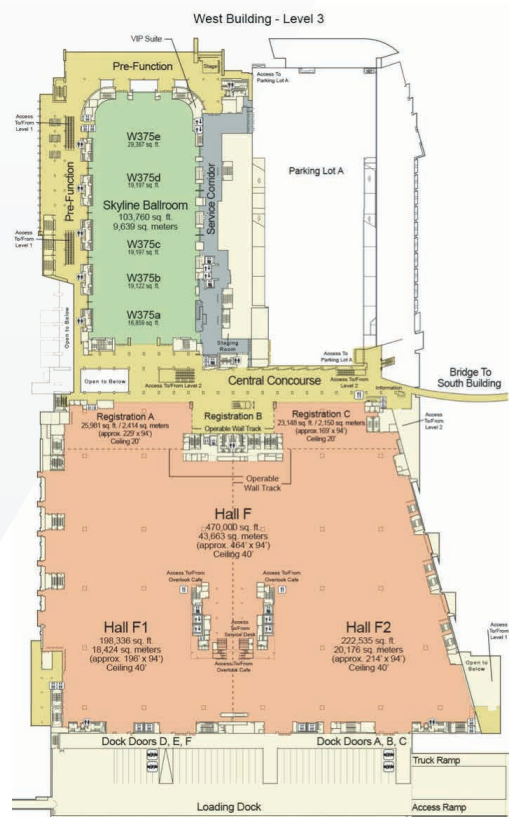 West Building - Level 3
VIP Suite
Pre-Function
Stage
Access To
Parking Lot A
Access
To/From
Level 1
W375e
29,387 sq. ft.
W375d
19,197 sq. ft.
Parking Lot A
Pre-Function
Skyline Ballroom
103,760 sq. ft.
9,639 sq. meters
Service Corridor
Access
To/From
Level 1
W375c
19,197 sq. ft.
W375b
19,122 sq. ft.
W375a
16,859 sq. ft.
Open to Below
Staging
Room
Access To
Parking Lot A
Bridge To
South Building
Open to Below
Access To/From Level 2
Central Concourse
Access To/From
Level 2
Information
Registration A
25,981 sq. ft. / 2,414 sq. meters
(approx. 229' x 94')
Ceiling 20'
Registration B
Operable Wall Track
Registration C
23,148 sq. ft. / 2,150 sq. meters
(approx. 169' x 94')
Ceiling 20'
Access
To/From
Level 2
Operable
Wall Track
Hall F
470,000 sq. ft.
43,663 sq. meters
(approx. 464' x 94')
Ceiling 40'
Access To/From
Overlook Cafe
Access To/From
Overlook Cafe
Hall F1
198,336 sq. ft.
18,424 sq. meters
(approx. 196' x 94')
Ceiling 40'
Access
To/From
Service Desk
Access To/From
Overlook Cafe
Hall F2
222,535 sq. ft.
20,176 sq. meters
(approx. 214' x 94')
Ceiling 40'
Access
To/From
Level 2
Open to
Below
Dock Doors D, E, F
Dock Doors A, B, C
Truck Ramp
Loading Dock
Access Ramp